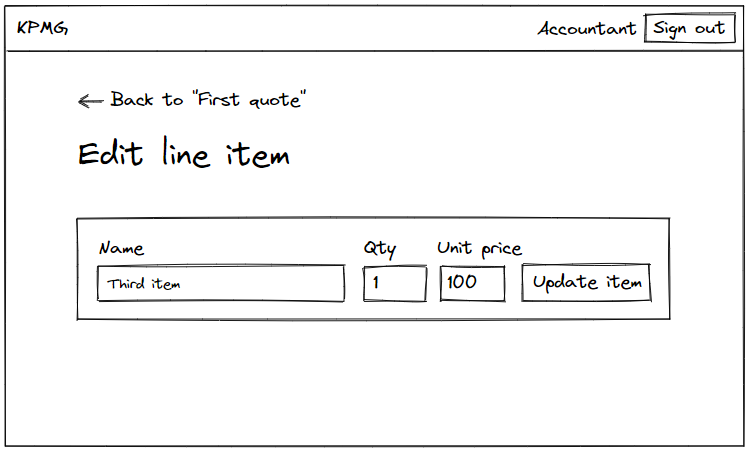 KPMG Accountant Sign out
← Back to "First quote"
Edit line item
Name Qty Unit price
Third item 1 100 Update item